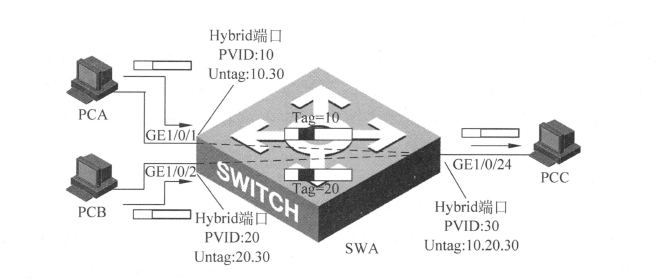 Hybrid端口
PVID:10
Untag:10.30
PCA
GE1/0/1
Tag=10
GE1/0/2
GE1/0/24
PCC
PCB
SWITCH
Tag=20
Hybrid端口
PVID:20
Untag:20.30
SWA
Hybrid端口
PVID:30
Untag:10.20.30